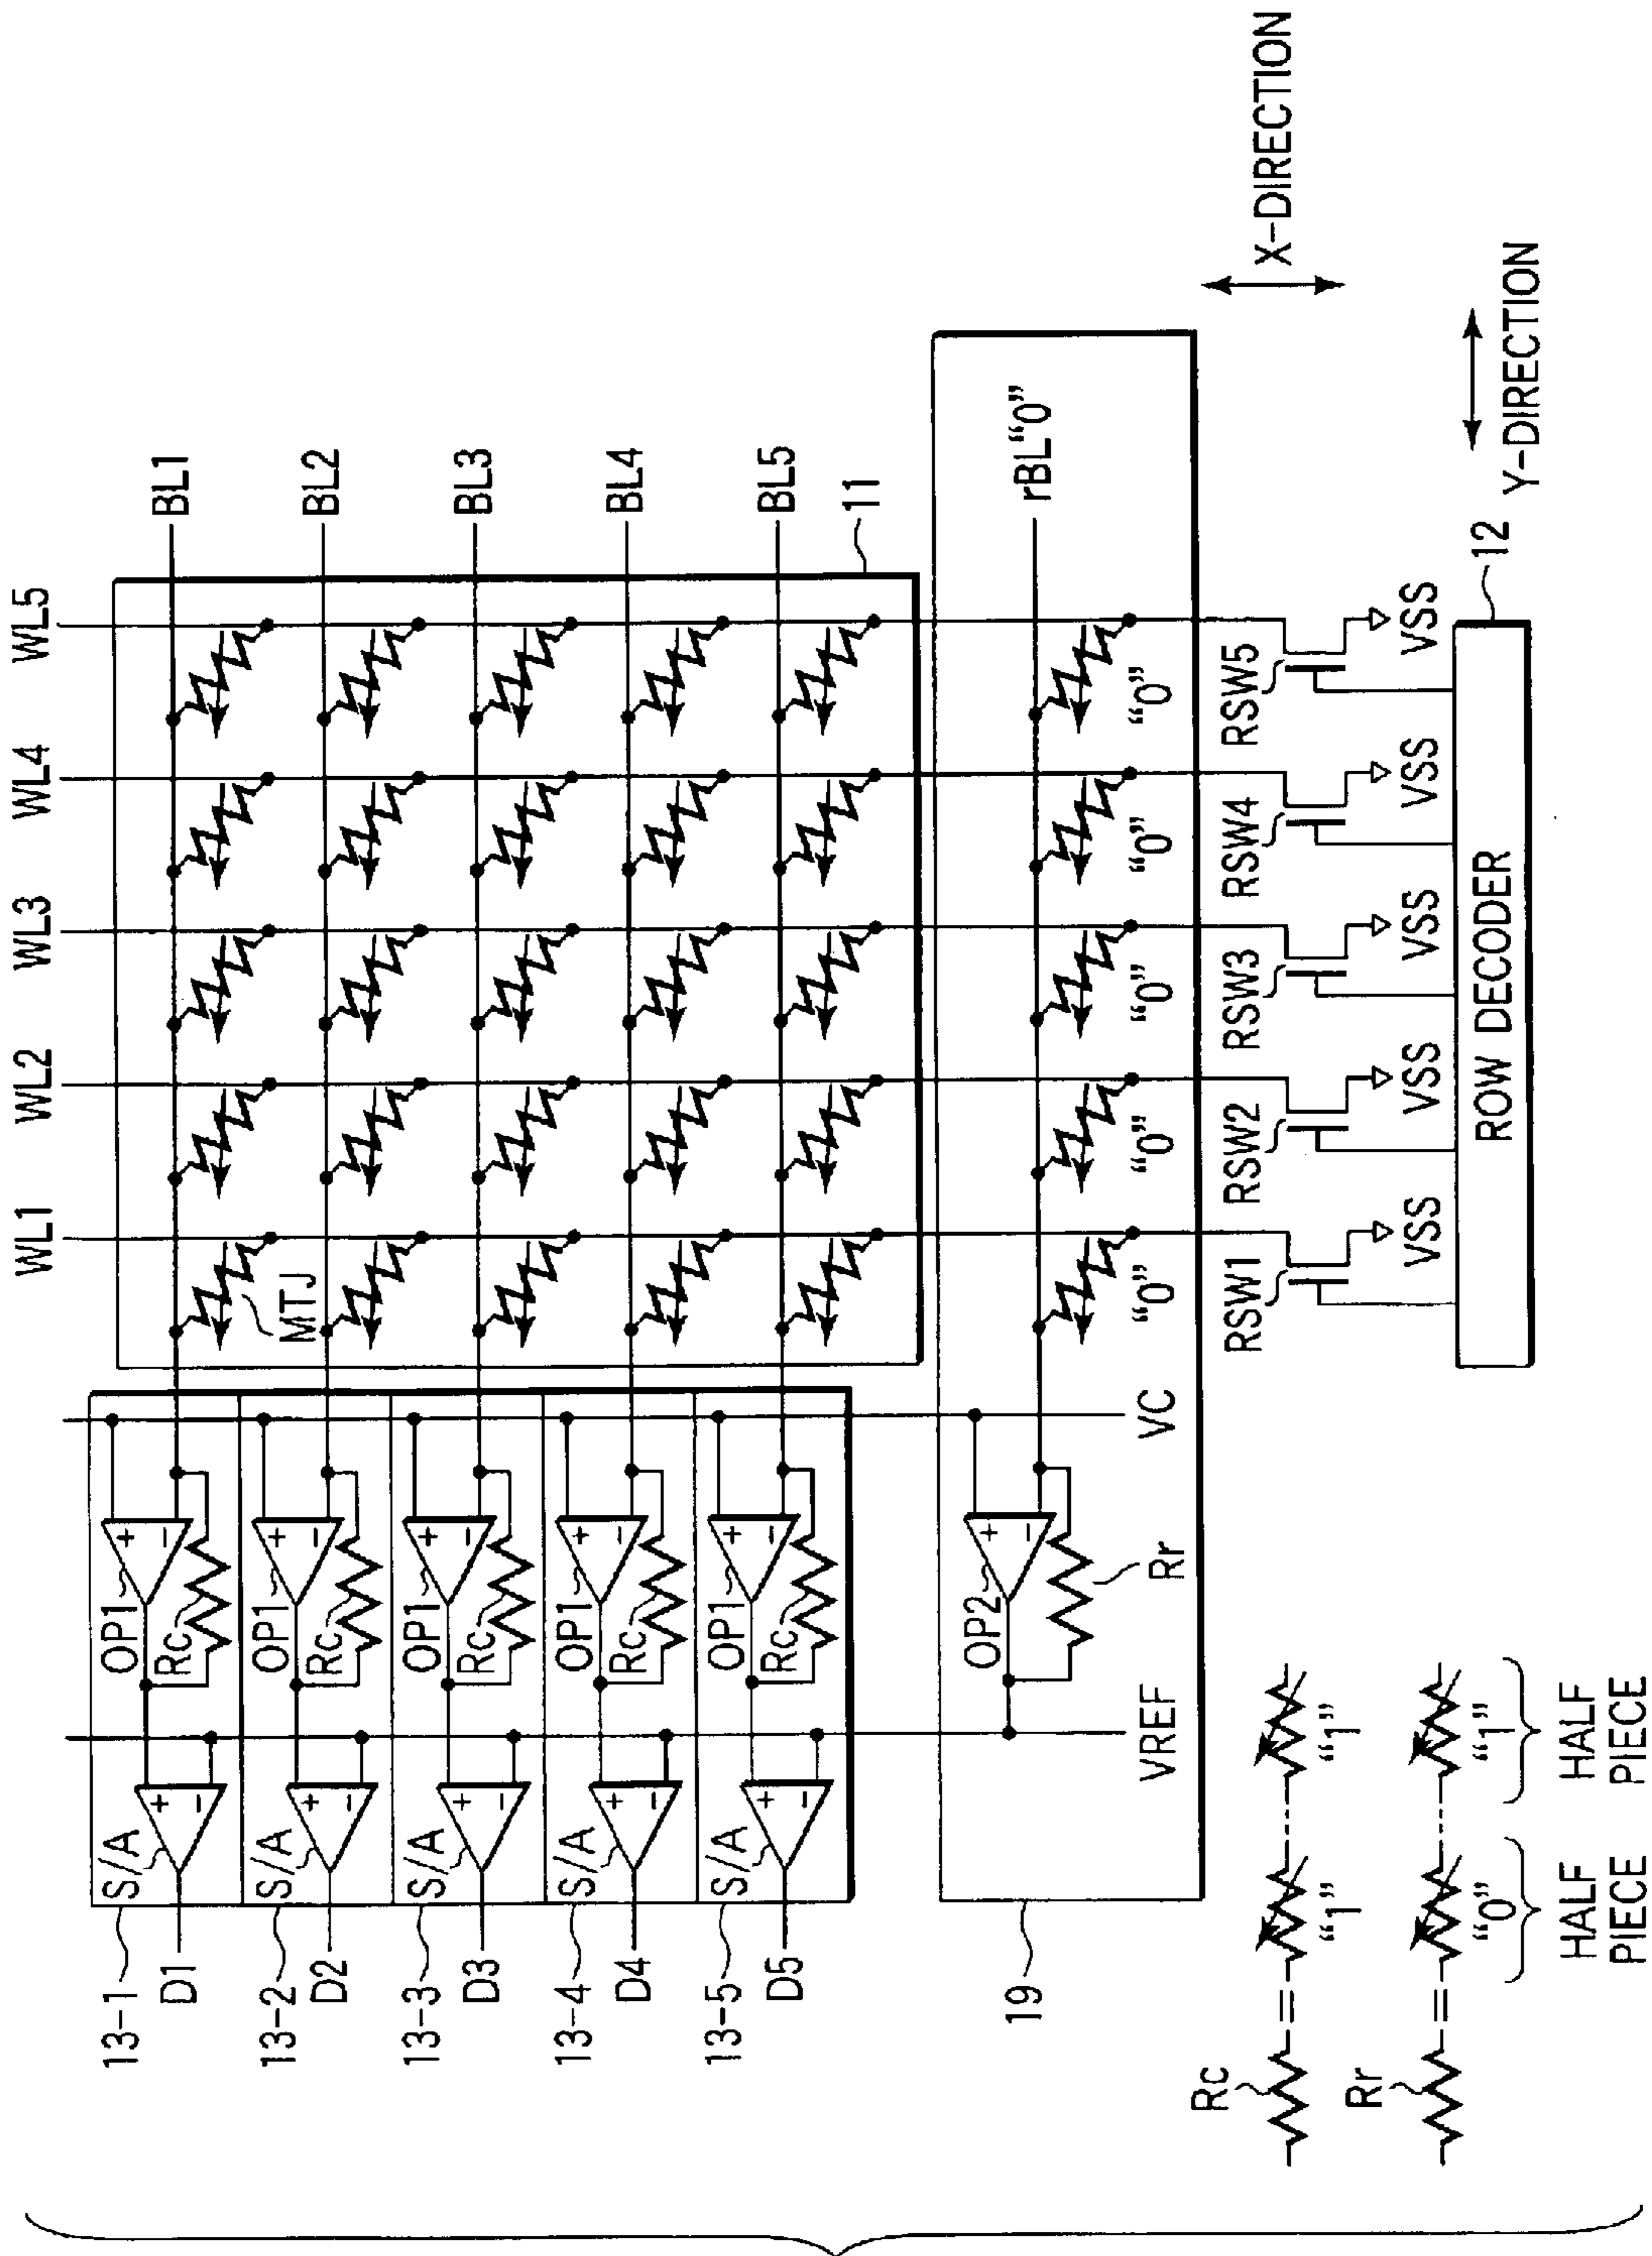 WL1
WL2
WL3
WL4
WL5
BL1
BL2
BL3
BL4
BL5
11
MTJ
13-1
S/A
+
-
OP1
+
-
Rc
D1
13-2
S/A
+
-
OP1
+
-
Rc
D2
13-3
S/A
+
-
OP1
+
-
Rc
D3
13-4
S/A
+
-
OP1
+
-
Rc
D4
13-5
S/A
+
-
OP1
+
-
Rc
D5
19
VREF
OP2
+
-
Rr
VC
rBL“0”
“0”
“0”
“0”
“0”
“0”
RSW1
RSW2
RSW3
RSW4
RSW5
VSS
VSS
VSS
VSS
VSS
ROW DECODER
12
X-DIRECTION
Y-DIRECTION
Rc
=
“1”
“1”
Rr
=
“0”
“1”
HALF
PIECE
HALF
PIECE